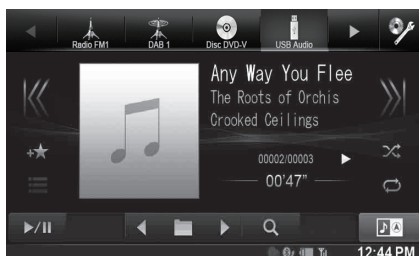 Radio FM1 DAB 1 Disc DVD-V USB Audio
Any Way You Flee
The Roots of Orchis
Crooked Ceilings
00002/00003
00'47"
12:44 PM